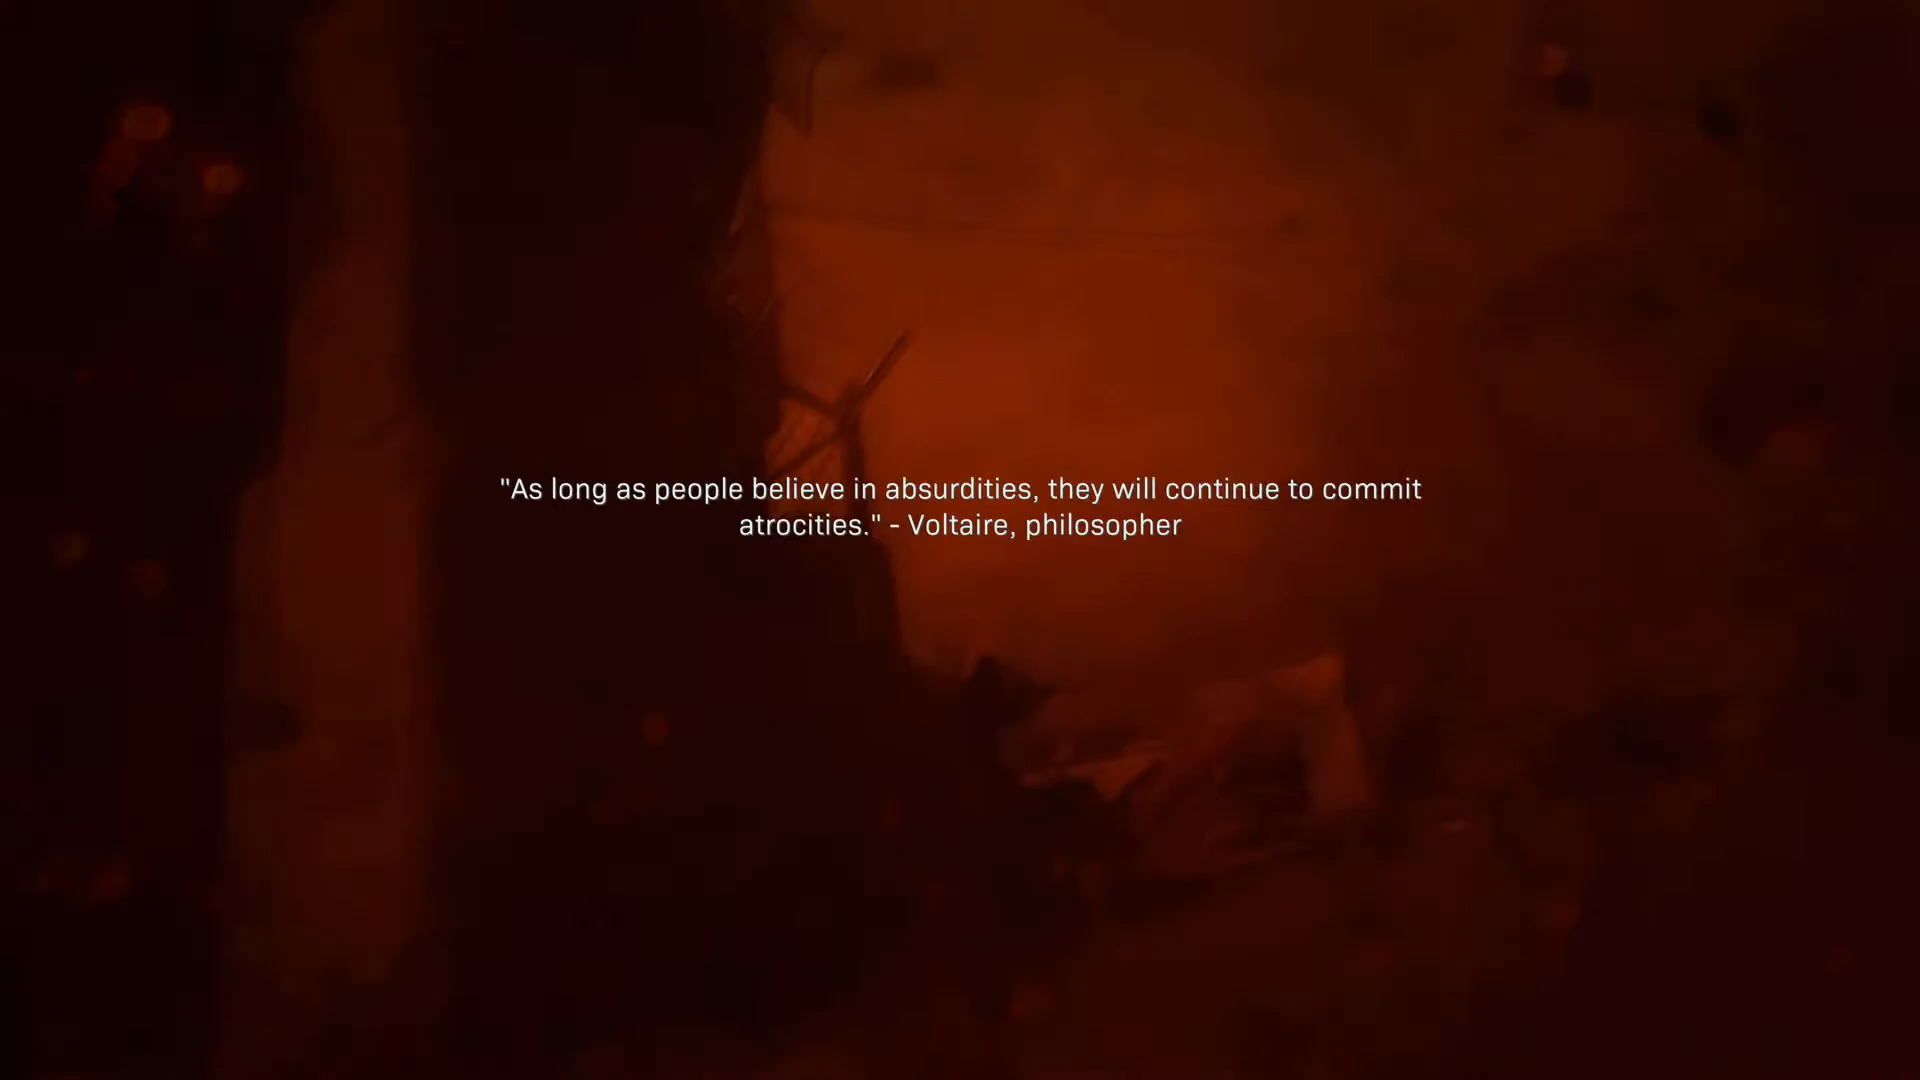 "As long as people believe in absurdities, they will continue to commit
atrocities." - Voltaire, philosopher